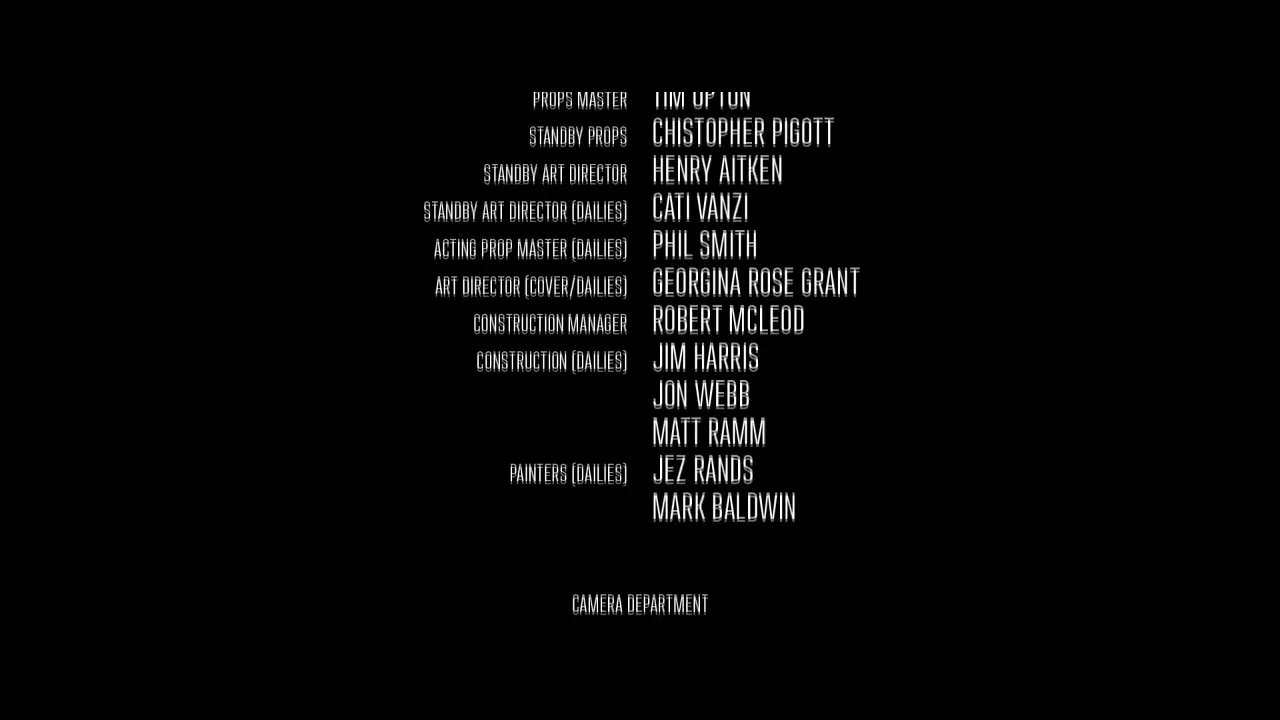 PROPS MASTER TIM UPTON
STANDBY PROPS CHISTOPHER PIGOTT
STANDBY ART DIRECTOR HENRY AITKEN
STANDBY ART DIRECTOR (DAILIES) CATI VANZI
ACTING PROP MASTER (DAILIES) PHIL SMITH
ART DIRECTOR (COVER/DAILIES) GEORGINA ROSE GRANT
CONSTRUCTION MANAGER ROBERT MCLEOD
CONSTRUCTION (DAILIES) JIM HARRIS
JON WEBB
MATT RAMM
PAINTERS (DAILIES) JEZ RANDS
MARK BALDWIN
CAMERA DEPARTMENT